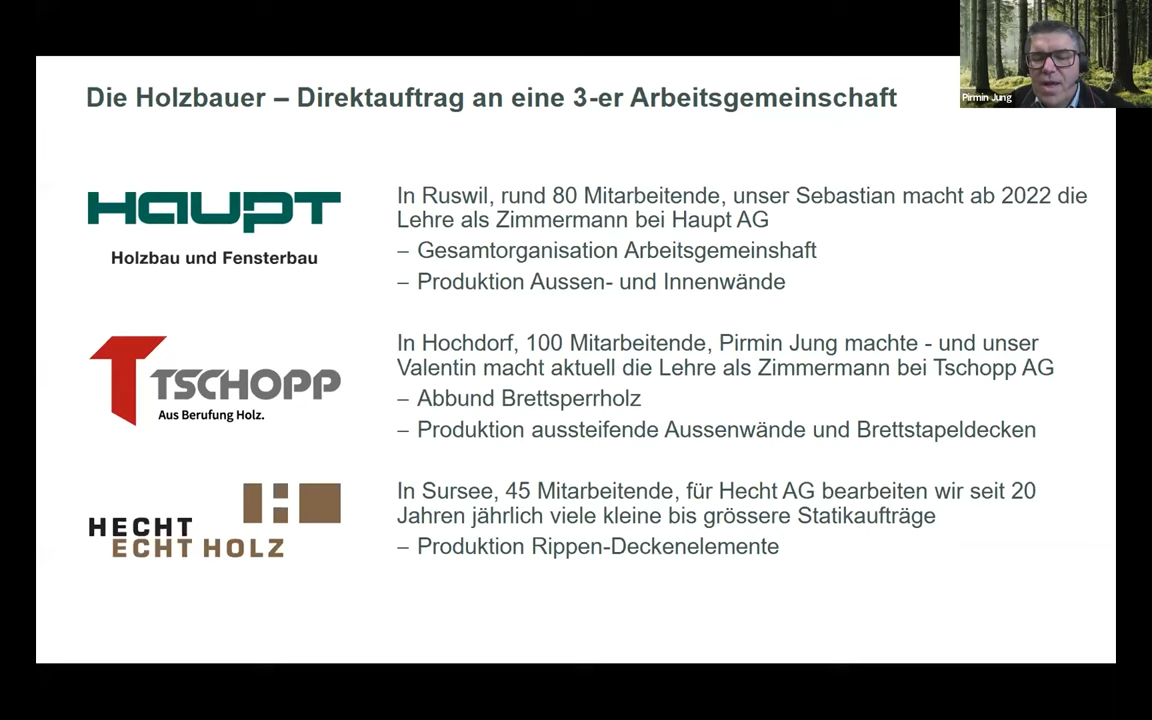 Pirmin Jung
Die Holzbauer – Direktauftrag an eine 3-er Arbeitsgemeinschaft
HAUPT
Holzbau und Fensterbau
In Ruswil, rund 80 Mitarbeitende, unser Sebastian macht ab 2022 die
Lehre als Zimmermann bei Haupt AG
– Gesamtorganisation Arbeitsgemeinshaft
– Produktion Aussen- und Innenwände
TSCHOPP
Aus Berufung Holz.
In Hochdorf, 100 Mitarbeitende, Pirmin Jung machte - und unser
Valentin macht aktuell die Lehre als Zimmermann bei Tschopp AG
– Abbund Brettsperrholz
– Produktion aussteifende Aussenwände und Brettstapeldecken
HECHT
ECHT HOLZ
In Sursee, 45 Mitarbeitende, für Hecht AG bearbeiten wir seit 20
Jahren jährlich viele kleine bis grössere Statikaufträge
– Produktion Rippen-Deckenelemente